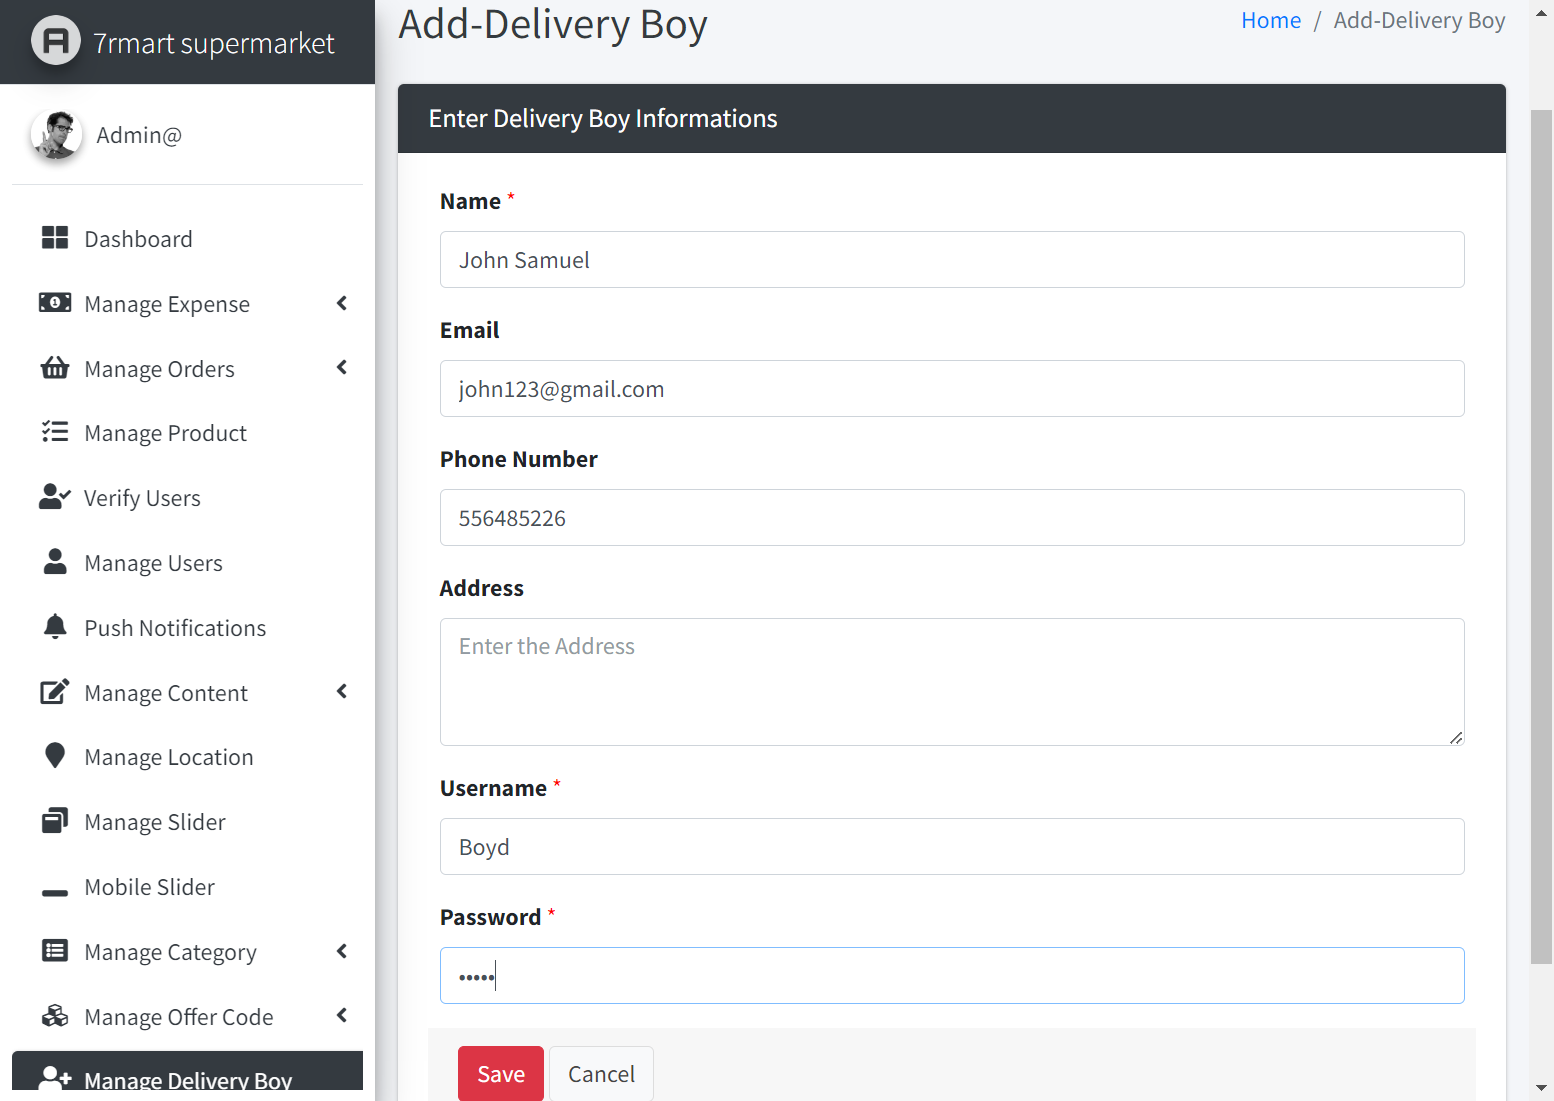 7rmart supermarket
Admin@
Dashboard
Manage Expense
Manage Orders
Manage Product
Verify Users
Manage Users
Push Notifications
Manage Content
Manage Location
Manage Slider
Mobile Slider
Manage Category
Manage Offer Code
Manage Delivery Boy
Add-Delivery Boy
Home / Add-Delivery Boy
Enter Delivery Boy Informations
Name *
John Samuel
Email
john123@gmail.com
Phone Number
556485226
Address
Enter the Address
Username *
Boyd
Password *
•••••
Save Cancel